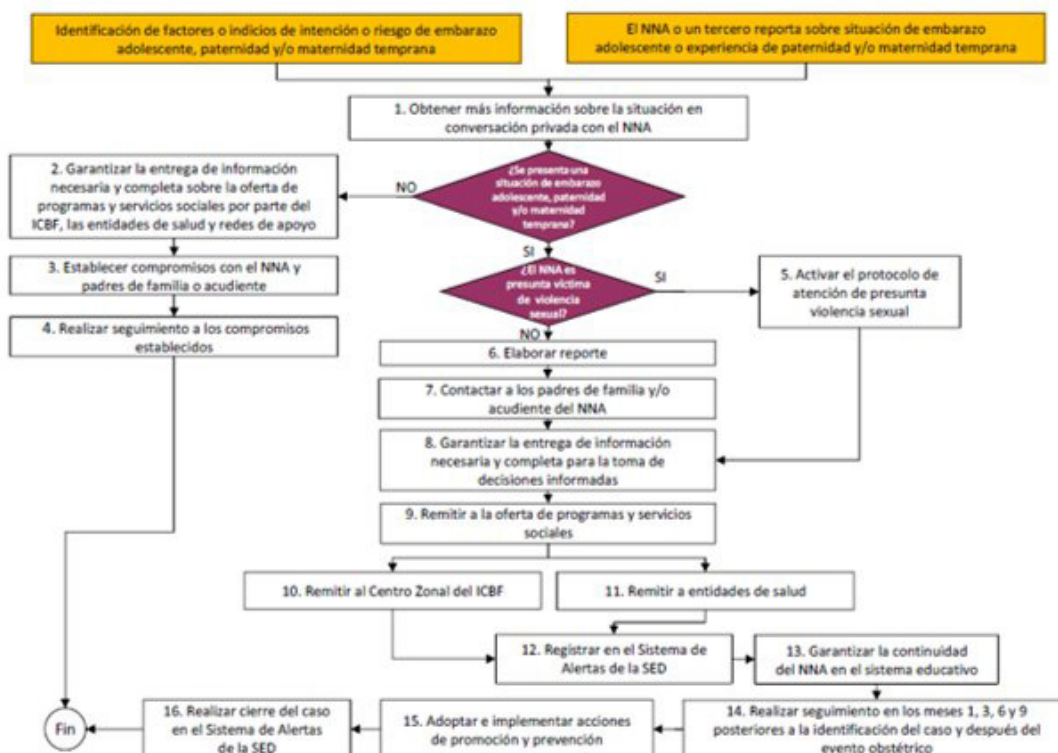 Identificación de factores o indicios de intención o riesgo de embarazo
adolescente, paternidad y/o maternidad temprana
El NNA o un tercero reporta sobre situación de embarazo
adolescente o experiencia de paternidad y/o maternidad temprana
1. Obtener más información sobre la situación en
conversación privada con el NNA
¿Se presenta una
situación de embarazo
adolescente, paternidad
y/o maternidad
temprana?
NO
2. Garantizar la entrega de información
necesaria y completa sobre la oferta de
programas y servicios sociales por parte del
ICBF, las entidades de salud y redes de apoyo
3. Establecer compromisos con el NNA y
padres de familia o acudiente
4. Realizar seguimiento a los compromisos
establecidos
SI
¿El NNA es
presunta víctima
de violencia
sexual?
SI
5. Activar el protocolo de
atención de presunta
violencia sexual
NO
6. Elaborar reporte
7. Contactar a los padres de familia y/o
acudiente del NNA
8. Garantizar la entrega de información
necesaria y completa para la toma de
decisiones informadas
9. Remitir a la oferta de programas y servicios
sociales
10. Remitir al Centro Zonal del ICBF
11. Remitir a entidades de salud
12. Registrar en el Sistema de
Alertas de la SED
13. Garantizar la continuidad
del NNA en el sistema educativo
14. Realizar seguimiento en los meses 1, 3, 6 y 9
posteriores a la identificación del caso y después del
evento obstétrico
15. Adoptar e implementar acciones
de promoción y prevención
16. Realizar cierre del caso
en el Sistema de Alertas
de la SED
Fin